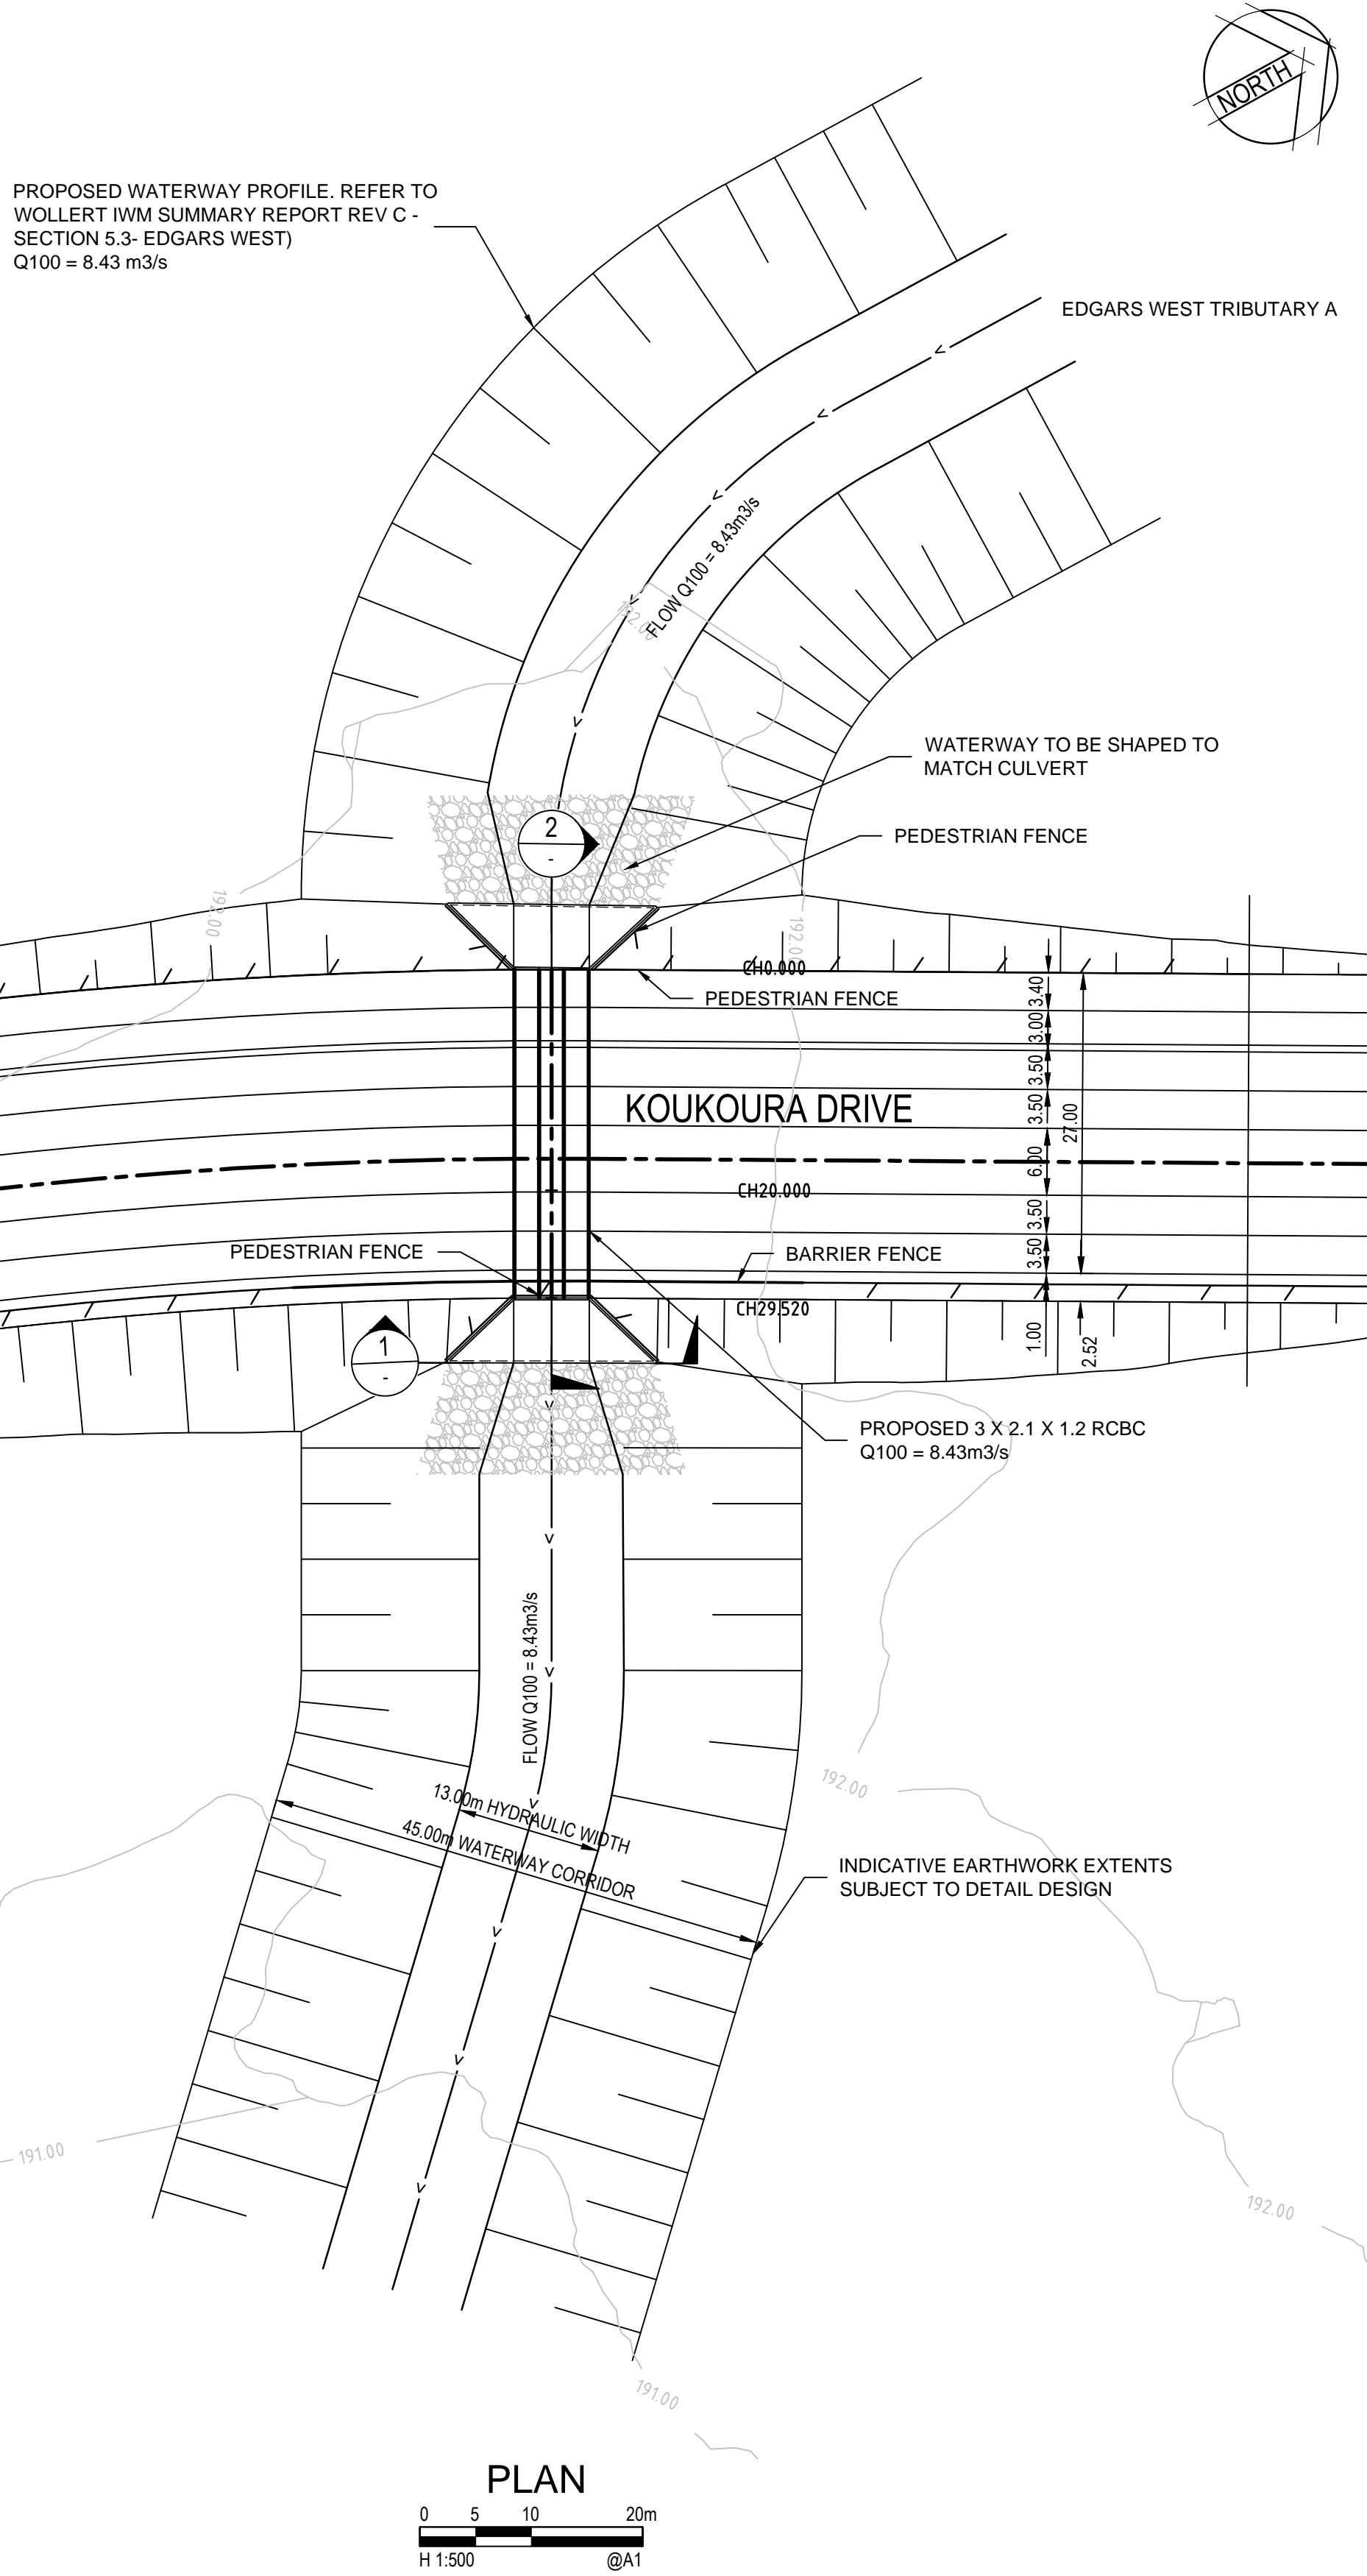 NORTH
PROPOSED WATERWAY PROFILE. REFER TO
WOLLERT IWM SUMMARY REPORT REV C -
SECTION 5.3- EDGARS WEST)
Q100 = 8.43 m3/s
EDGARS WEST TRIBUTARY A
FLOW Q100 = 8.43m3/s
192.00
WATERWAY TO BE SHAPED TO
MATCH CULVERT
2
-
PEDESTRIAN FENCE
192.00
192.00
CH0.000
PEDESTRIAN FENCE
3.40
3.00
3.50
3.50
27.00
6.00
3.50
3.50
1.00
2.52
KOUKOURA DRIVE
CH20.000
PEDESTRIAN FENCE
BARRIER FENCE
CH29.520
1
-
PROPOSED 3 X 2.1 X 1.2 RCBC
Q100 = 8.43m3/s
FLOW Q100 = 8.43m3/s
192.00
13.00m HYDRAULIC WIDTH
45.00m WATERWAY CORRIDOR
INDICATIVE EARTHWORK EXTENTS
SUBJECT TO DETAIL DESIGN
191.00
192.00
191.00
PLAN
0 5 10 20m
H 1:500 @A1